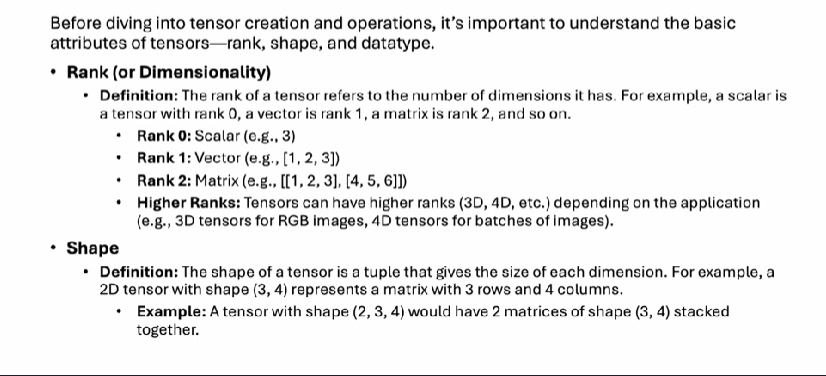 Before diving into tensor creation and operations, it's important to understand the basic
attributes of tensors—rank, shape, and datatype.
• Rank (or Dimensionality)
• Definition: The rank of a tensor refers to the number of dimensions it has. For example, a scalar is
a tensor with rank 0, a vector is rank 1, a matrix is rank 2, and so on.
• Rank 0: Scalar (e.g., 3)
• Rank 1: Vector (e.g., [1, 2, 3])
• Rank 2: Matrix (e.g., [[1, 2, 3], [4, 5, 6]])
• Higher Ranks: Tensors can have higher ranks (3D, 4D, etc.) depending on the application
(e.g., 3D tensors for RGB images, 4D tensors for batches of images).
• Shape
• Definition: The shape of a tensor is a tuple that gives the size of each dimension. For example, a
2D tensor with shape (3, 4) represents a matrix with 3 rows and 4 columns.
• Example: A tensor with shape (2, 3, 4) would have 2 matrices of shape (3, 4) stacked
together.